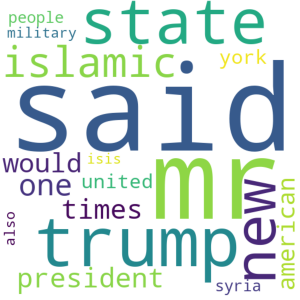 people
military
state
islamic
york
said
would
isis
mr
one
united
new
times
american
also
trump
president
syria